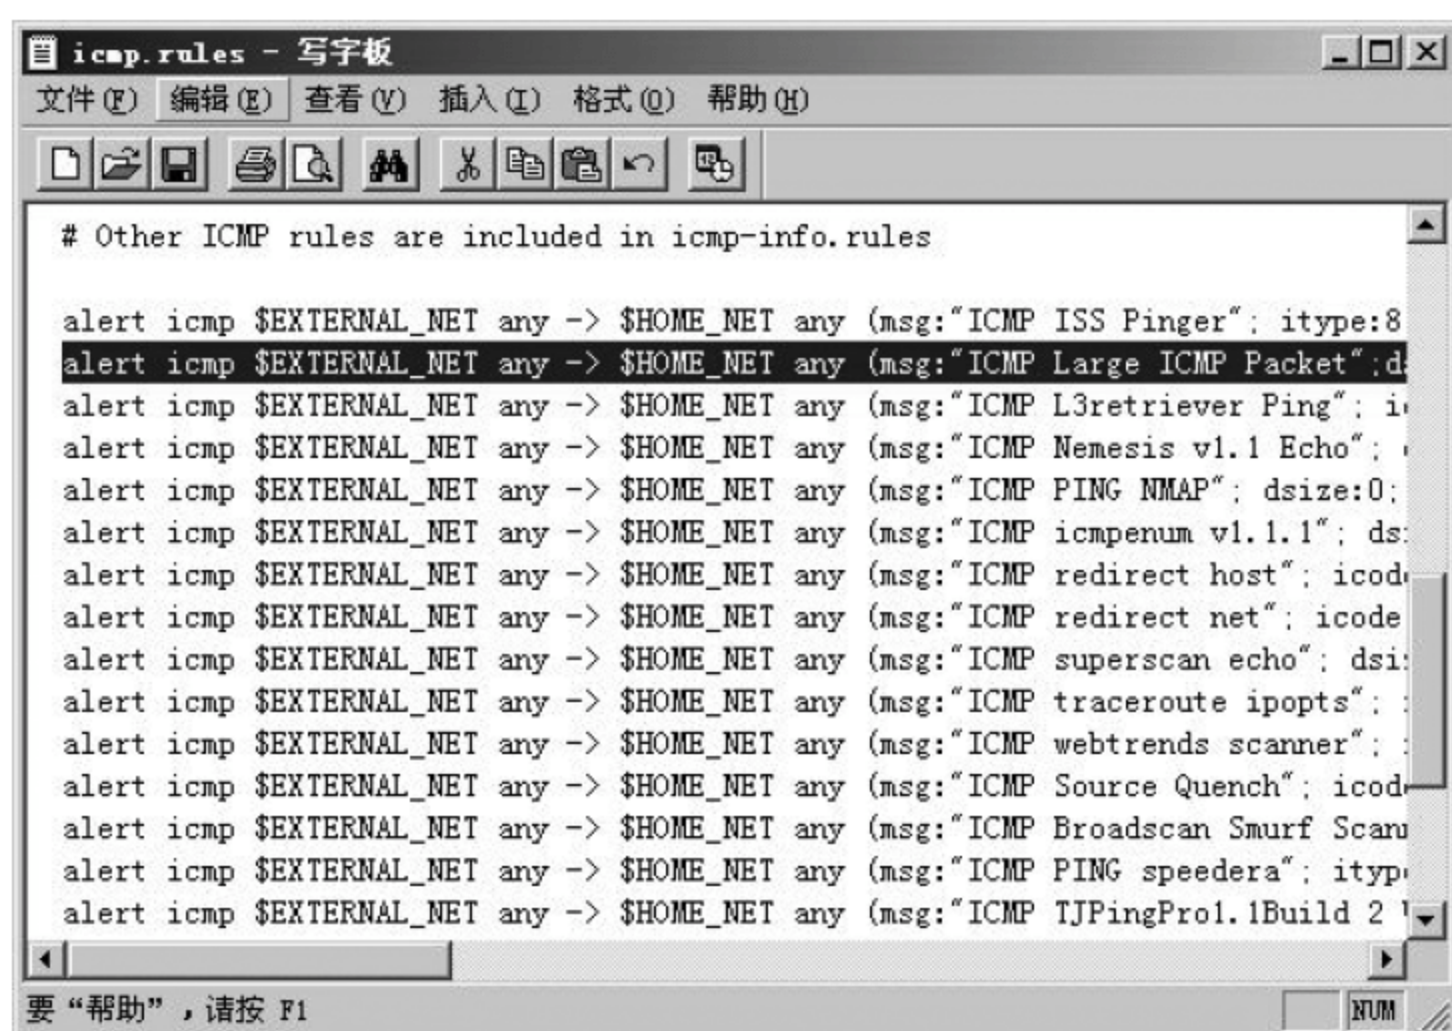 icmp.rules - 写字板
文件(F) 编辑(E) 查看(V) 插入(I) 格式(O) 帮助(H)
# Other ICMP rules are included in icmp-info.rules
alert icmp $EXTERNAL_NET any -> $HOME_NET any (msg:"ICMP ISS Pinger"; itype:8
alert icmp $EXTERNAL_NET any -> $HOME_NET any (msg:"ICMP Large ICMP Packet";d
alert icmp $EXTERNAL_NET any -> $HOME_NET any (msg:"ICMP L3retriever Ping"; i
alert icmp $EXTERNAL_NET any -> $HOME_NET any (msg:"ICMP Nemesis v1.1 Echo";
alert icmp $EXTERNAL_NET any -> $HOME_NET any (msg:"ICMP PING NMAP"; dsize:0;
alert icmp $EXTERNAL_NET any -> $HOME_NET any (msg:"ICMP icmpenum v1.1.1"; ds
alert icmp $EXTERNAL_NET any -> $HOME_NET any (msg:"ICMP redirect host"; icod
alert icmp $EXTERNAL_NET any -> $HOME_NET any (msg:"ICMP redirect net"; icode
alert icmp $EXTERNAL_NET any -> $HOME_NET any (msg:"ICMP superscan echo"; dsi
alert icmp $EXTERNAL_NET any -> $HOME_NET any (msg:"ICMP traceroute ipopts";
alert icmp $EXTERNAL_NET any -> $HOME_NET any (msg:"ICMP webtrends scanner";
alert icmp $EXTERNAL_NET any -> $HOME_NET any (msg:"ICMP Source Quench"; icod
alert icmp $EXTERNAL_NET any -> $HOME_NET any (msg:"ICMP Broadscan Smurf Scan
alert icmp $EXTERNAL_NET any -> $HOME_NET any (msg:"ICMP PING speedera"; ityp
alert icmp $EXTERNAL_NET any -> $HOME_NET any (msg:"ICMP TJPingPro1.1Build 2
要“帮助”，请按 F1
NUM